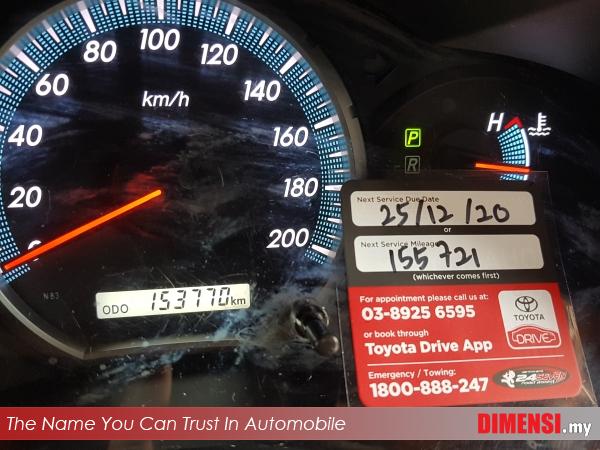 100
80
120
60
140
km/h
40
160
20
180
0
200
N83
ODO 153770 km
H
P
R
Next Service Due Date
25/12/20
or
Next Service Mileage
155721
(whichever comes first)
For appointment please call us at:
03-8925 6595
or book through
Toyota Drive App
TOYOTA
DRIVE
Emergency / Towing:
1800-888-247
24SEVEN
The Name You Can Trust In Automobile
DIMENSI.my